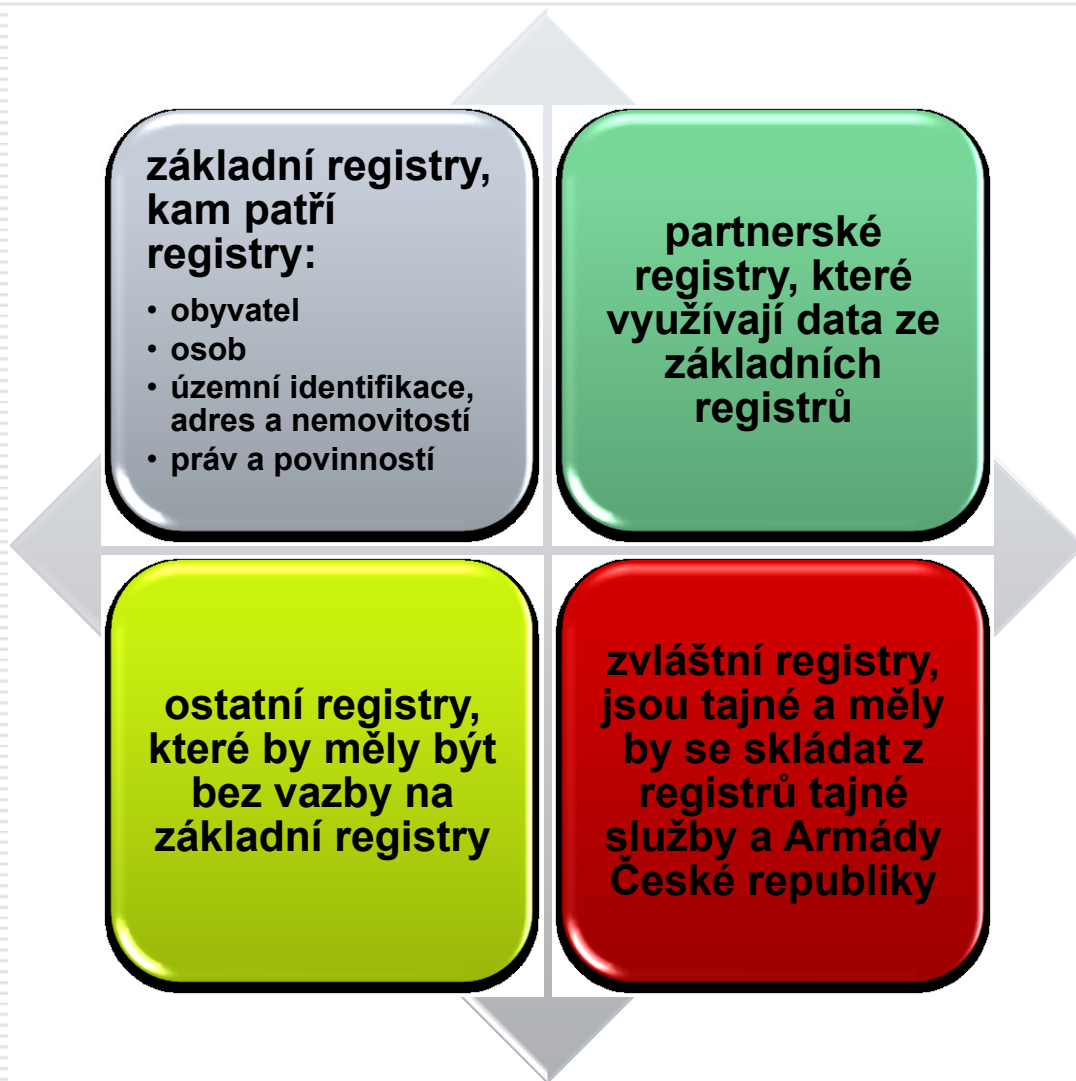 základní registry,
kam patří
registry:
• obyvatel
• osob
• územní identifikace,
adres a nemovitostí
• práv a povinností
partnerské
registry, které
využívají data ze
základních
registrů
ostatní registry,
které by měly být
bez vazby na
základní registry
zvláštní registry,
jsou tajné a měly
by se skládat z
registrů tajné
služby a Armády
České republiky